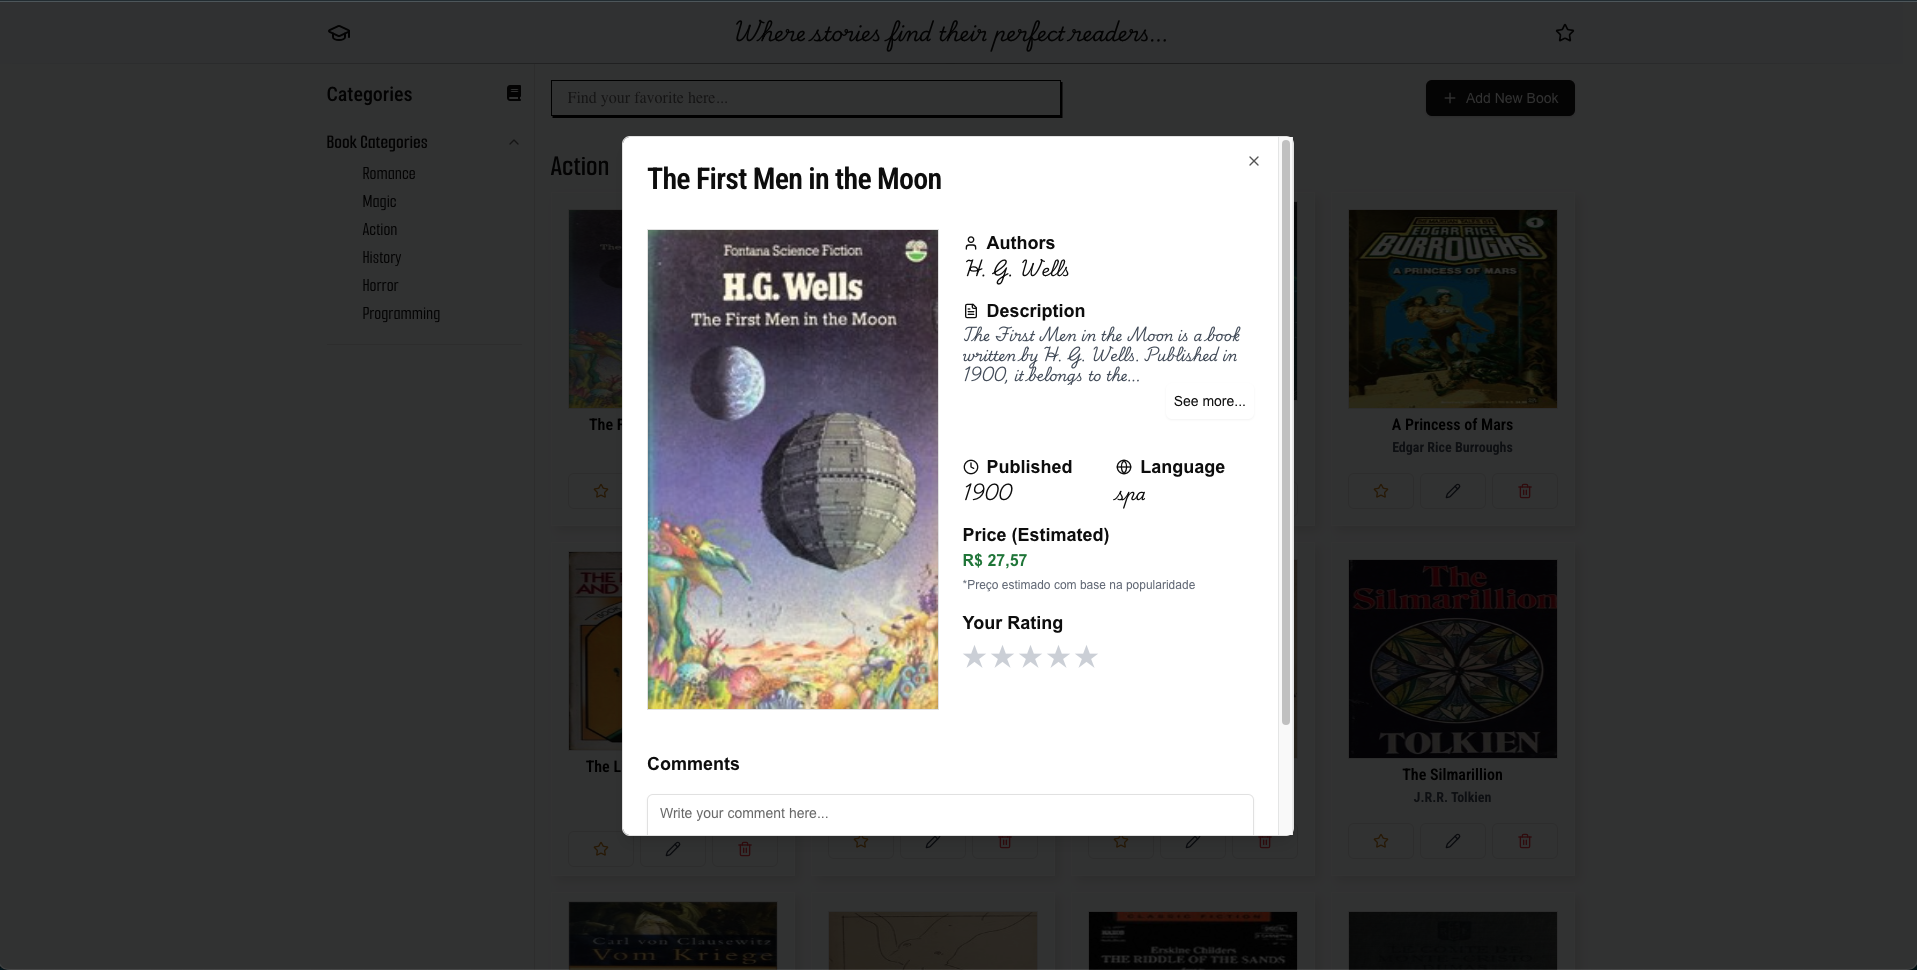 Where stories find their perfect readers...
Categories
Find your favorite here...
Add New Book
Book Categories
Romance
Magic
Action
History
Horror
Programming
Action
The First Men in the Moon
Fontana Science Fiction
H.G. Wells
The First Men in the Moon
Authors
H. G. Wells
Description
The First Men in the Moon is a book
written by H. G. Wells. Published in
1900, it belongs to the...
See more...
Published
1900
Language
spa
Price (Estimated)
R$ 27,57
*Preço estimado com base na popularidade
Your Rating
Comments
Write your comment here...
EDGAR RICE
BURROUGHS
A PRINCESS OF MARS
A Princess of Mars
Edgar Rice Burroughs
The
Silmarillion
TOLKIEN
The Silmarillion
J.R.R. Tolkien
Carl von Clausewitz
Vom Kriege
CLASSIC FICTION
Erskine Childers
THE RIDDLE OF THE SANDS